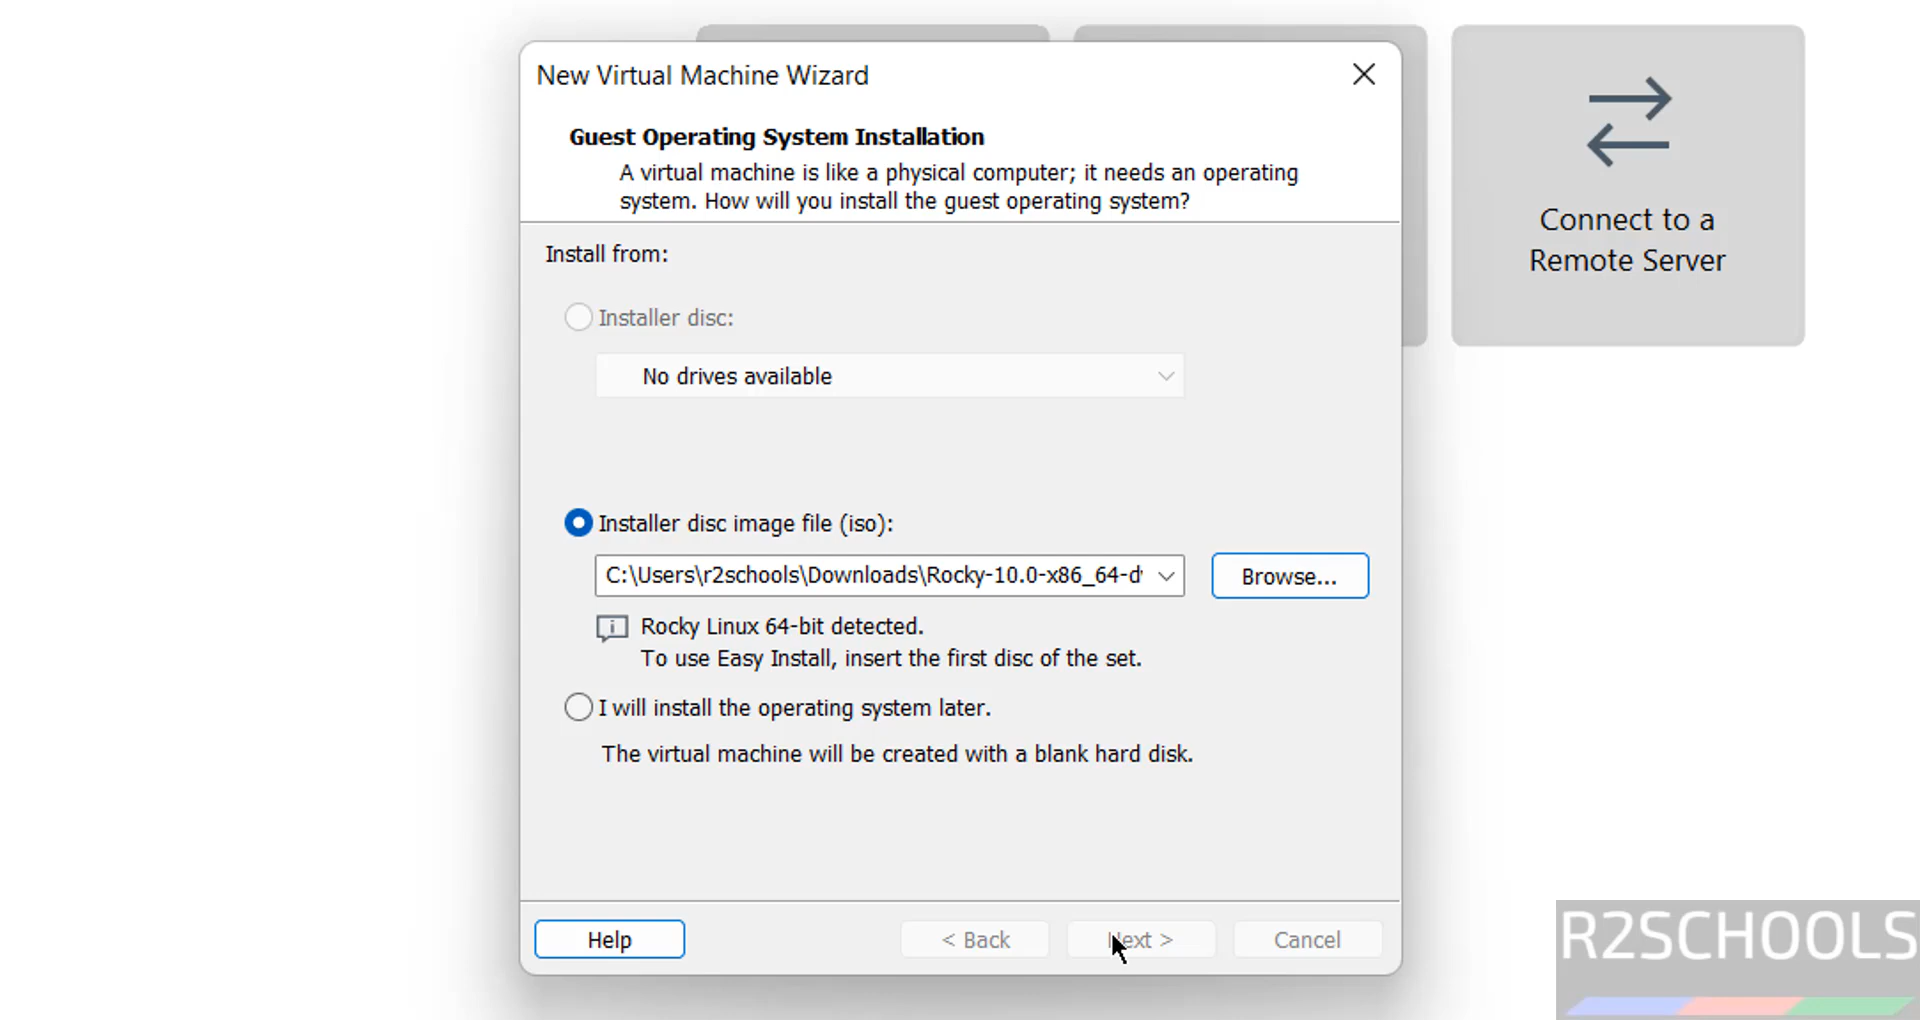 New Virtual Machine Wizard
Guest Operating System Installation
A virtual machine is like a physical computer; it needs an operating
system. How will you install the guest operating system?
Connect to a
Remote Server
Install from:
Installer disc:
No drives available
Installer disc image file (iso):
C:\Users\r2schools\Downloads\Rocky-10.0-x86_64-d
Browse...
Rocky Linux 64-bit detected.
To use Easy Install, insert the first disc of the set.
I will install the operating system later.
The virtual machine will be created with a blank hard disk.
Help
< Back
Next >
Cancel
R2SCHOOLS